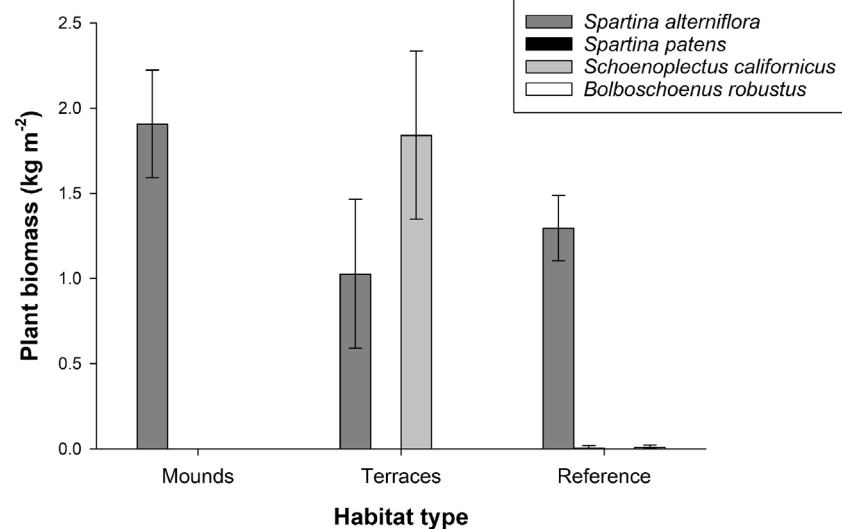 Spartina alterniflora
Spartina patens
Schoenoplectus californicus
Bolboschoenus robustus
Plant biomass (kg m⁻²)
2.5
2.0
1.5
1.0
0.5
0.0
Mounds Terraces Reference
Habitat type